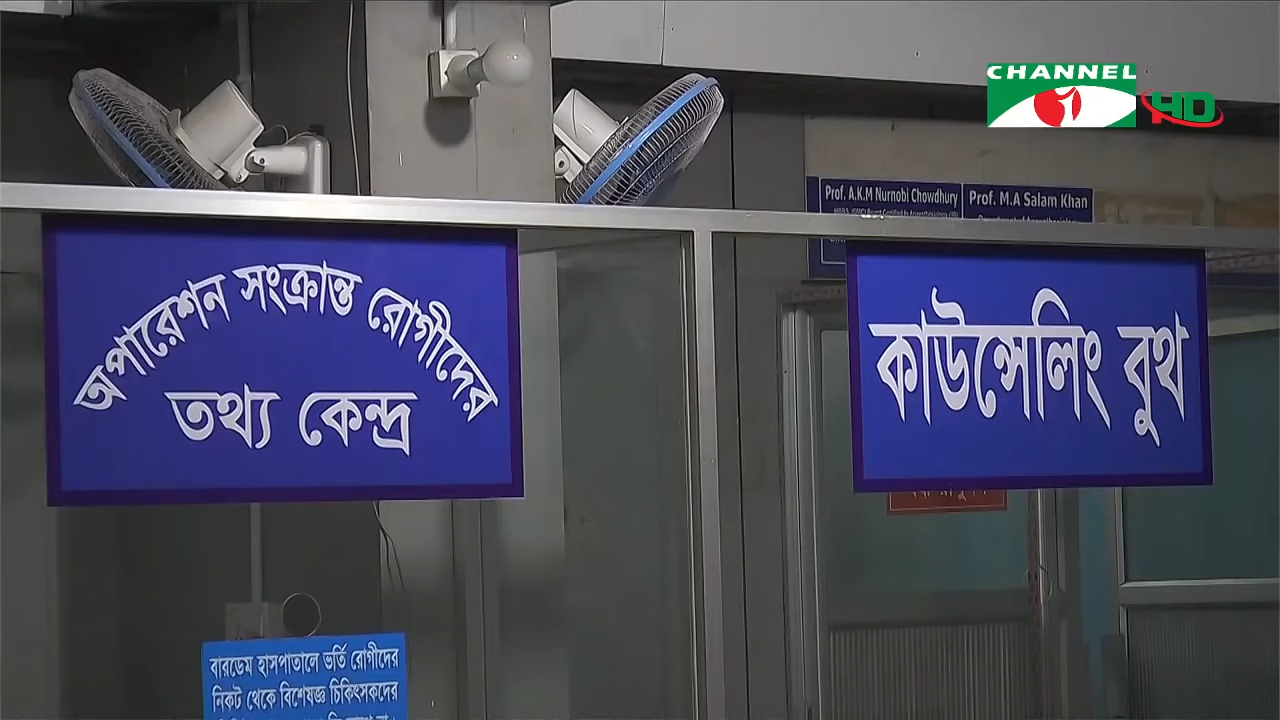 CHANNEL
HD
Prof. A.K.M Nurnobi Chowdhury
Prof. M.A Salam Khan
অপারেশন সংক্রান্ত রোগীদের
তথ্য কেন্দ্র
কাউন্সেলিং বুথ
বারডেম হাসপাতালে ভর্তি রোগীদের
নিকট থেকে বিশেষজ্ঞ চিকিৎসকদের